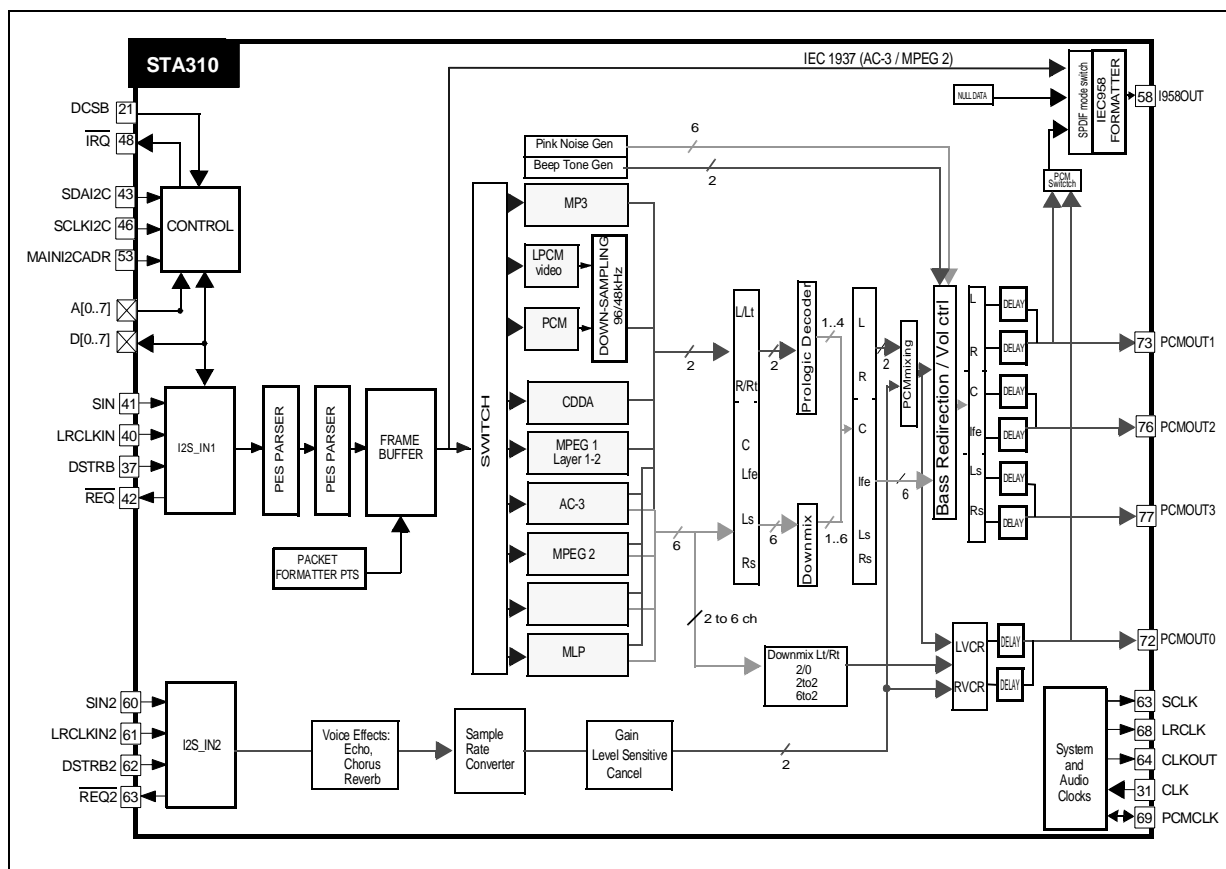 STA310
IEC 1937 (AC-3 / MPEG 2)
DCSB 21
IRQ 48
SDAI2C 43
SCLKI2C 46
MAINI2CADR 53
A[0..7]
D[0..7]
CONTROL
SIN 41
LRCLKIN 40
DSTRB 37
REQ 42
I2S_IN1
PES PARSER
PES PARSER
FRAME
BUFFER
PACKET
FORMATTER PTS
SWITCH
Pink Noise Gen
6
Beep Tone Gen
2
MP3
LPCM
video
PCM
DOWN-SAMPLING
96/48kHz
CDDA
MPEG 1
Layer 1-2
AC-3
MPEG 2
MLP
2
6
2 to 6 ch
L/Lt
R/Rt
C
Lfe
Ls
Rs
2
6
Prologic Decoder
Downmix
1..4
1..6
L
R
C
lfe
Ls
Rs
2
6
PCMmixing
Bass Redirection / Vol ctrl
L
R
C
lfe
Ls
Rs
DELAY
DELAY
DELAY
DELAY
DELAY
DELAY
NULL DATA
SPDIF mode switch
IEC958
FORMATTER
58 I958OUT
PCM
Switctch
73 PCMOUT1
76 PCMOUT2
77 PCMOUT3
Downmix Lt/Rt
2/0
2to2
6to2
LVCR
RVCR
DELAY
DELAY
72 PCMOUT0
SIN2 60
LRCLKIN2 61
DSTRB2 62
REQ2 63
I2S_IN2
Voice Effects:
Echo,
Chorus
Reverb
Sample
Rate
Converter
Gain
Level Sensitive
Cancel
2
System
and
Audio
Clocks
63 SCLK
68 LRCLK
64 CLKOUT
31 CLK
69 PCMCLK